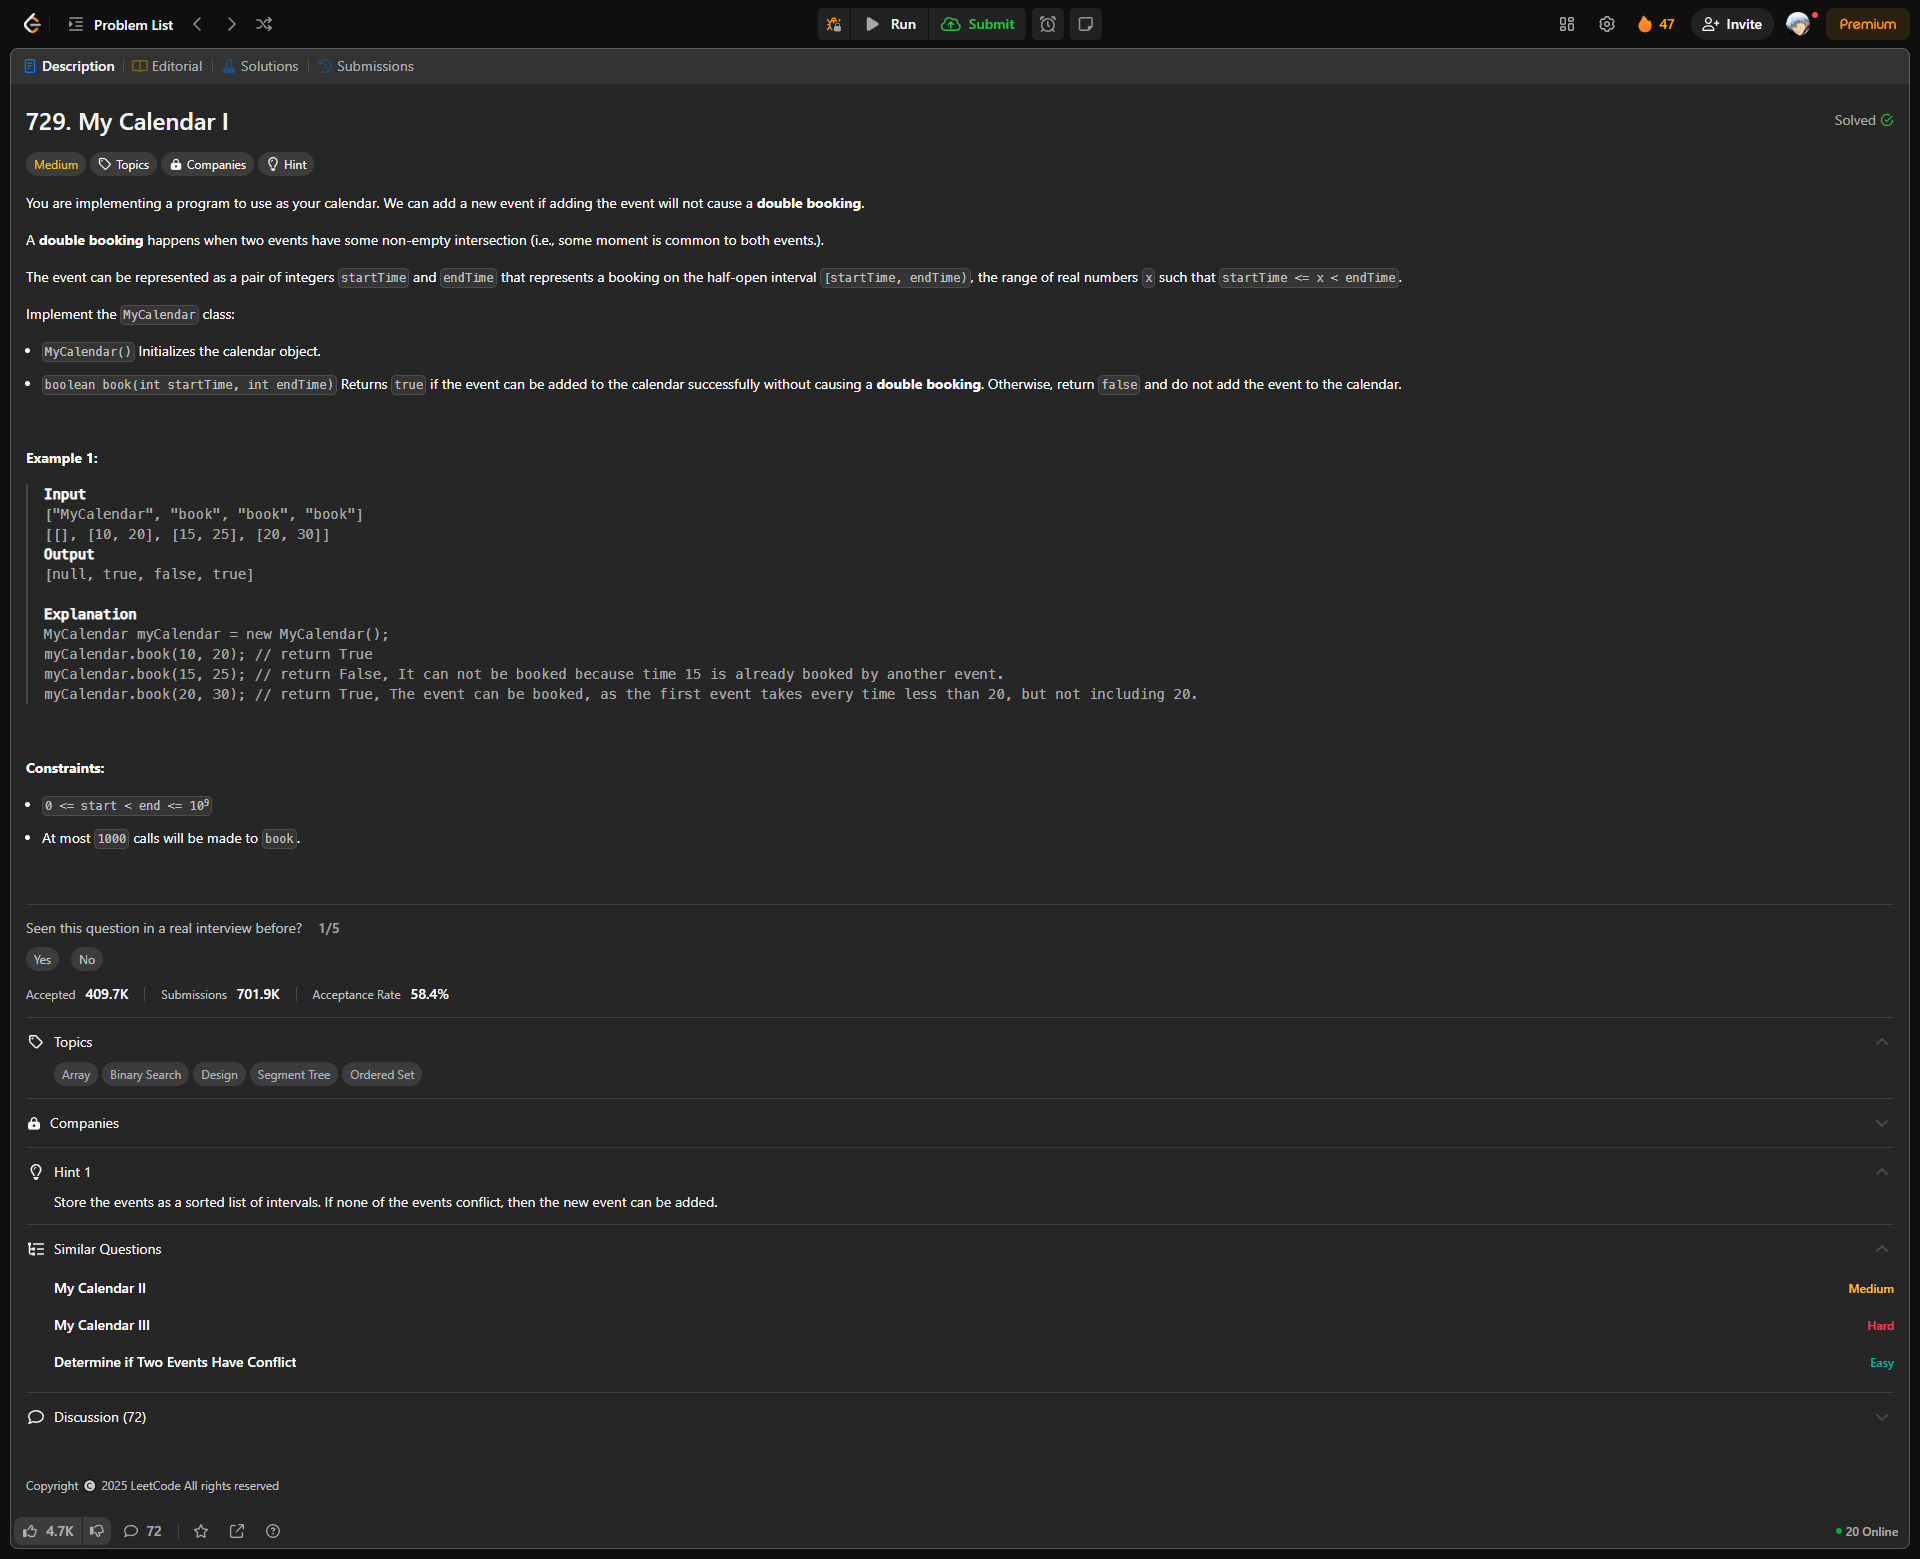 Problem List
Run
Submit
47
Invite
Premium
Description
Editorial
Solutions
Submissions
729. My Calendar I
Solved
Medium
Topics
Companies
Hint
You are implementing a program to use as your calendar. We can add a new event if adding the event will not cause a double booking.
A double booking happens when two events have some non-empty intersection (i.e., some moment is common to both events.).
The event can be represented as a pair of integers startTime and endTime that represents a booking on the half-open interval [startTime, endTime), the range of real numbers x such that startTime <= x < endTime.
Implement the MyCalendar class:
• MyCalendar() Initializes the calendar object.
• boolean book(int startTime, int endTime) Returns true if the event can be added to the calendar successfully without causing a double booking. Otherwise, return false and do not add the event to the calendar.
Example 1:
Input
["MyCalendar", "book", "book", "book"]
[[], [10, 20], [15, 25], [20, 30]]
Output
[null, true, false, true]
Explanation
MyCalendar myCalendar = new MyCalendar();
myCalendar.book(10, 20); // return True
myCalendar.book(15, 25); // return False, It can not be booked because time 15 is already booked by another event.
myCalendar.book(20, 30); // return True, The event can be booked, as the first event takes every time less than 20, but not including 20.
Constraints:
• 0 <= start < end <= 10⁹
• At most 1000 calls will be made to book.
Seen this question in a real interview before? 1/5
Yes No
Accepted 409.7K Submissions 701.9K Acceptance Rate 58.4%
Topics
Array Binary Search Design Segment Tree Ordered Set
Companies
Hint 1
Store the events as a sorted list of intervals. If none of the events conflict, then the new event can be added.
Similar Questions
My Calendar II Medium
My Calendar III Hard
Determine if Two Events Have Conflict Easy
Discussion (72)
Copyright © 2025 LeetCode All rights reserved
4.7K
72
20 Online